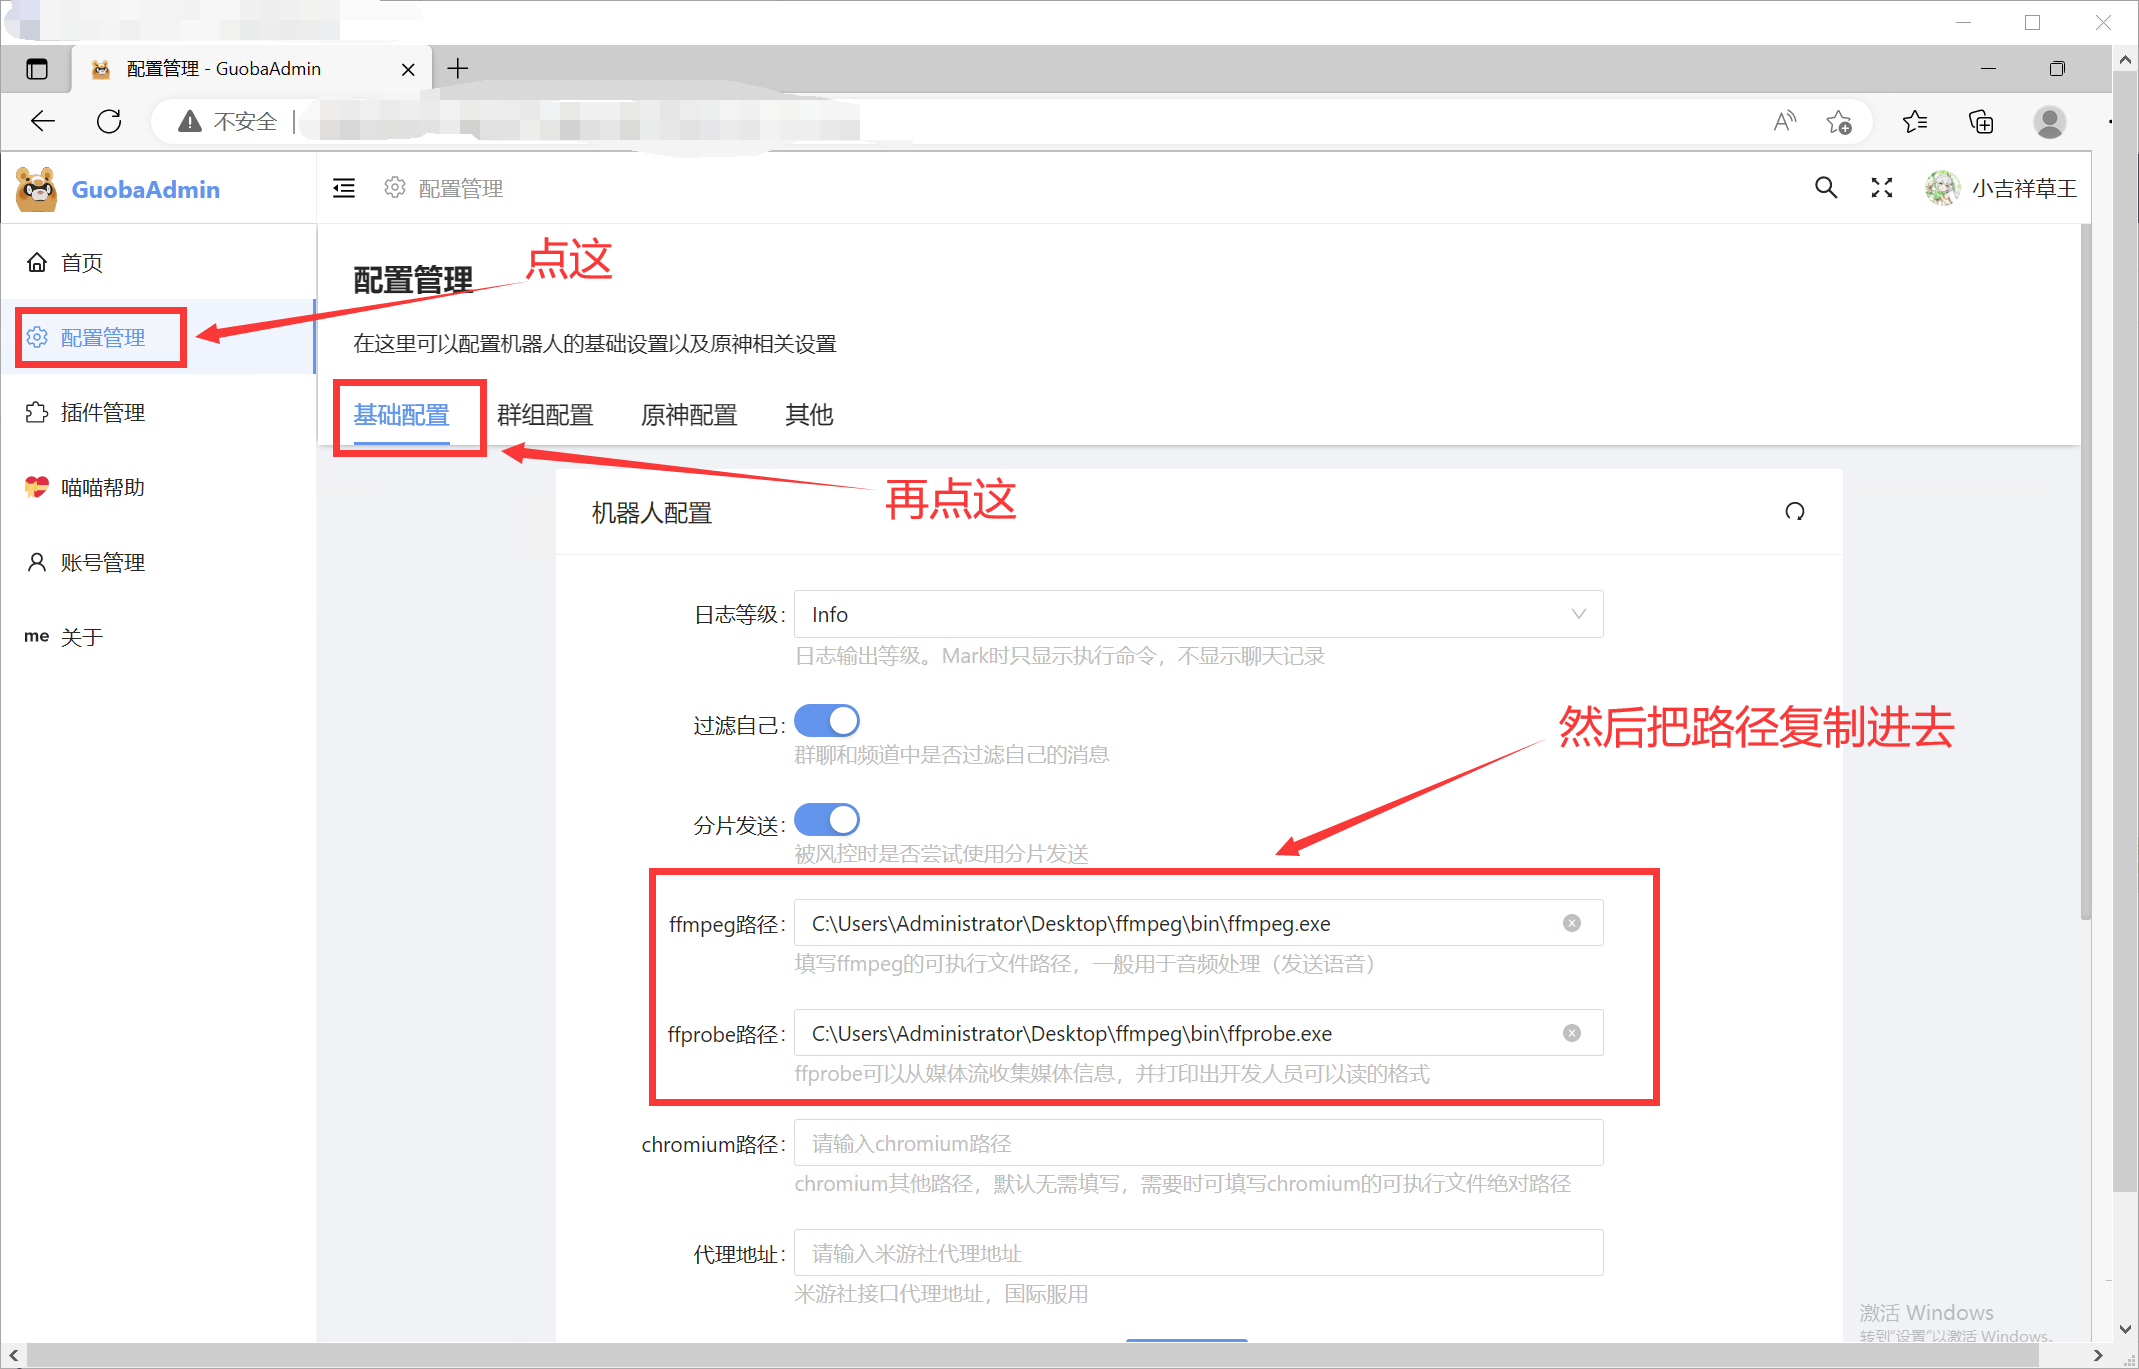 配置管理 - GuobaAdmin
不安全
GuobaAdmin
配置管理
小吉祥草王
首页
配置管理
插件管理
喵喵帮助
账号管理
me 关于
配置管理
点这
在这里可以配置机器人的基础设置以及原神相关设置
基础配置 群组配置 原神配置 其他
再点这
机器人配置
日志等级: Info
日志输出等级。Mark时只显示执行命令，不显示聊天记录
过滤自己:
群聊和频道中是否过滤自己的消息
然后把路径复制进去
分片发送:
被风控时是否尝试使用分片发送
ffmpeg路径: C:\Users\Administrator\Desktop\ffmpeg\bin\ffmpeg.exe
填写ffmpeg的可执行文件路径，一般用于音频处理（发送语音）
ffprobe路径: C:\Users\Administrator\Desktop\ffmpeg\bin\ffprobe.exe
ffprobe可以从媒体流收集媒体信息，并打印出开发人员可以读的格式
chromium路径: 请输入chromium路径
chromium其他路径，默认无需填写，需要时可填写chromium的可执行文件绝对路径
代理地址: 请输入米游社代理地址
米游社接口代理地址，国际服用
激活 Windows
转到"设置"以激活 Windows。